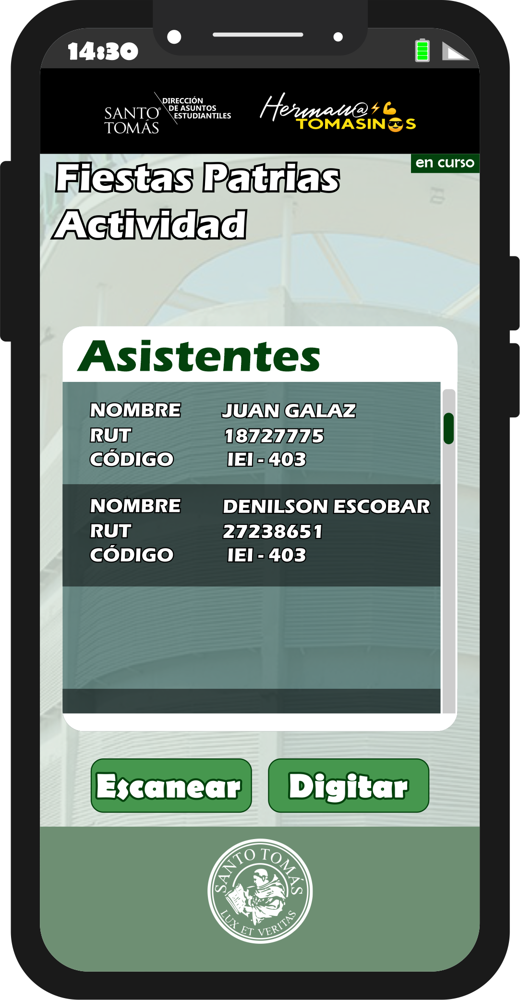 14:30
SANTO
TOMÁS
DIRECCIÓN
DE ASUNTOS
ESTUDIANTILES
Herman@⚡💪
TOMASIN😎S
en curso
Fiestas Patrias
Actividad
Asistentes
NOMBRE JUAN GALAZ
RUT 18727775
CÓDIGO IEI - 403
NOMBRE DENILSON ESCOBAR
RUT 27238651
CÓDIGO IEI - 403
Escanear Digitar
SANTO TOMÁS
LUX ET VERITAS